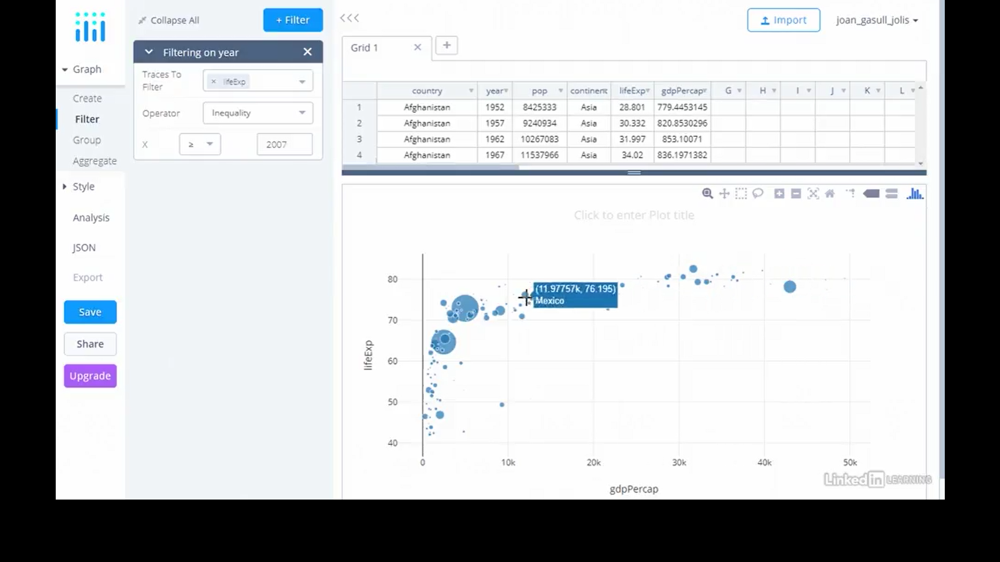 Collapse All
+ Filter
Import
joan_gasull_jolis
Graph
Create
Filter
Group
Aggregate
Style
Analysis
JSON
Export
Save
Share
Upgrade
Filtering on year
Traces To
Filter
× lifeExp
Operator
Inequality
X
≥
2007
Grid 1
country year pop continent lifeExp gdpPercap G H I J K L
1 Afghanistan 1952 8425333 Asia 28.801 779.4453145
2 Afghanistan 1957 9240934 Asia 30.332 820.8530296
3 Afghanistan 1962 10267083 Asia 31.997 853.10071
4 Afghanistan 1967 11537966 Asia 34.02 836.1971382
Click to enter Plot title
(11.97757k, 76.195)
Mexico
80
70
60
50
40
lifeExp
0 10k 20k 30k 40k 50k
gdpPercap
Linked in LEARNING